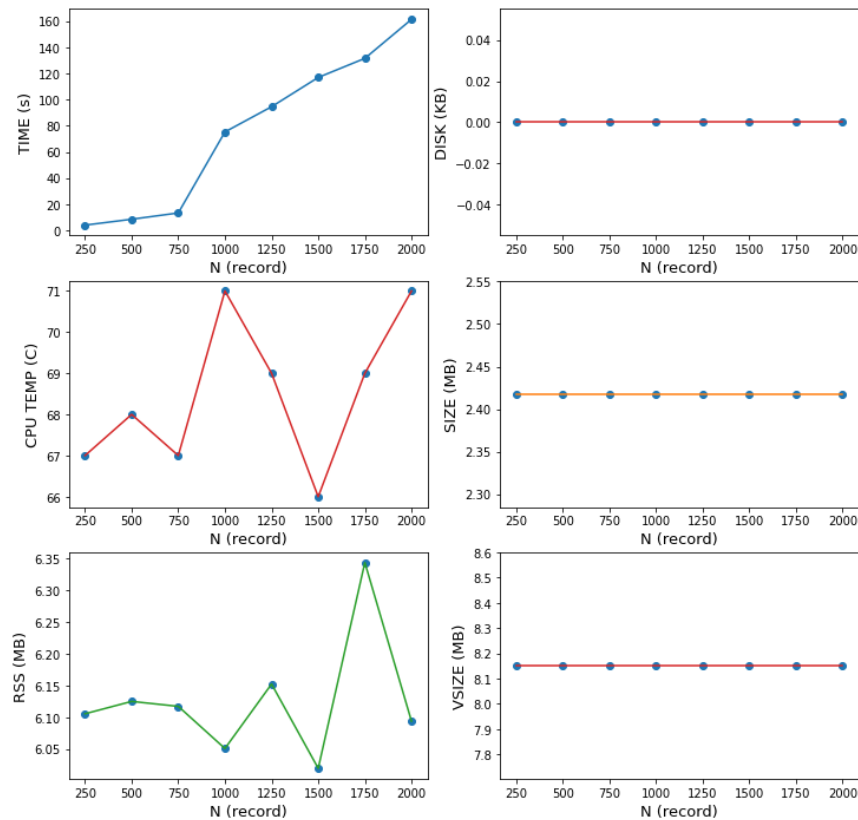 TIME (s)
160
140
120
100
80
60
40
20
0
250 500 750 1000 1250 1500 1750 2000
N (record)
DISK (KB)
0.04
0.02
0.00
−0.02
−0.04
250 500 750 1000 1250 1500 1750 2000
N (record)
CPU TEMP (C)
71
70
69
68
67
66
250 500 750 1000 1250 1500 1750 2000
N (record)
SIZE (MB)
2.55
2.50
2.45
2.40
2.35
2.30
250 500 750 1000 1250 1500 1750 2000
N (record)
RSS (MB)
6.35
6.30
6.25
6.20
6.15
6.10
6.05
250 500 750 1000 1250 1500 1750 2000
N (record)
VSIZE (MB)
8.6
8.5
8.4
8.3
8.2
8.1
8.0
7.9
7.8
250 500 750 1000 1250 1500 1750 2000
N (record)